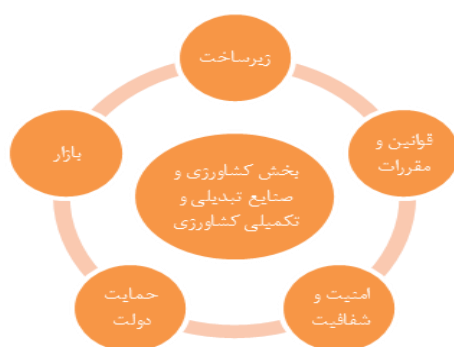 زیرساخت
قوانین و
مقررات
امنیت و
شفافیت
حمایت
دولت
بازار
بخش کشاورزی و
صنایع تبدیلی و
تکمیلی کشاورزی